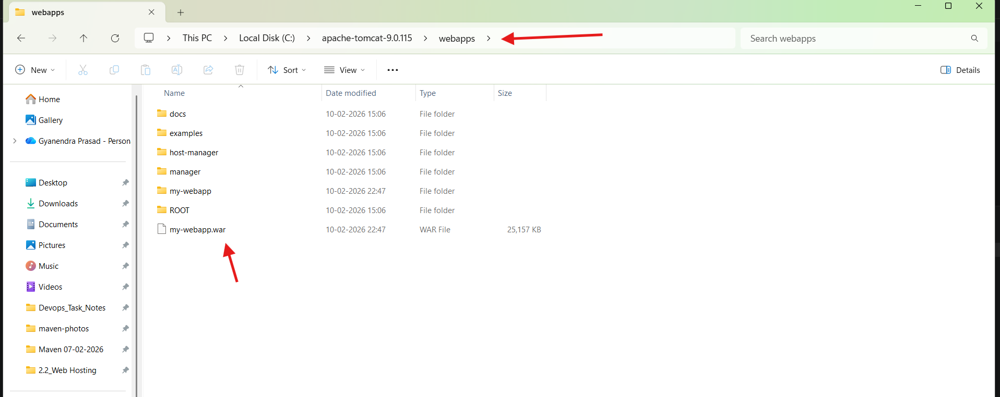 webapps
This PC > Local Disk (C:) > apache-tomcat-9.0.115 > webapps >
Search webapps
New
Sort
View
Details
Name Date modified Type Size
Home
Gallery
Gyanendra Prasad - Person
Desktop
Downloads
Documents
Pictures
Music
Videos
Devops_Task_Notes
maven-photos
Maven 07-02-2026
2.2_Web Hosting
docs 10-02-2026 15:06 File folder
examples 10-02-2026 15:06 File folder
host-manager 10-02-2026 15:06 File folder
manager 10-02-2026 15:06 File folder
my-webapp 10-02-2026 22:47 File folder
ROOT 10-02-2026 15:06 File folder
my-webapp.war 10-02-2026 22:47 WAR File 25,157 KB